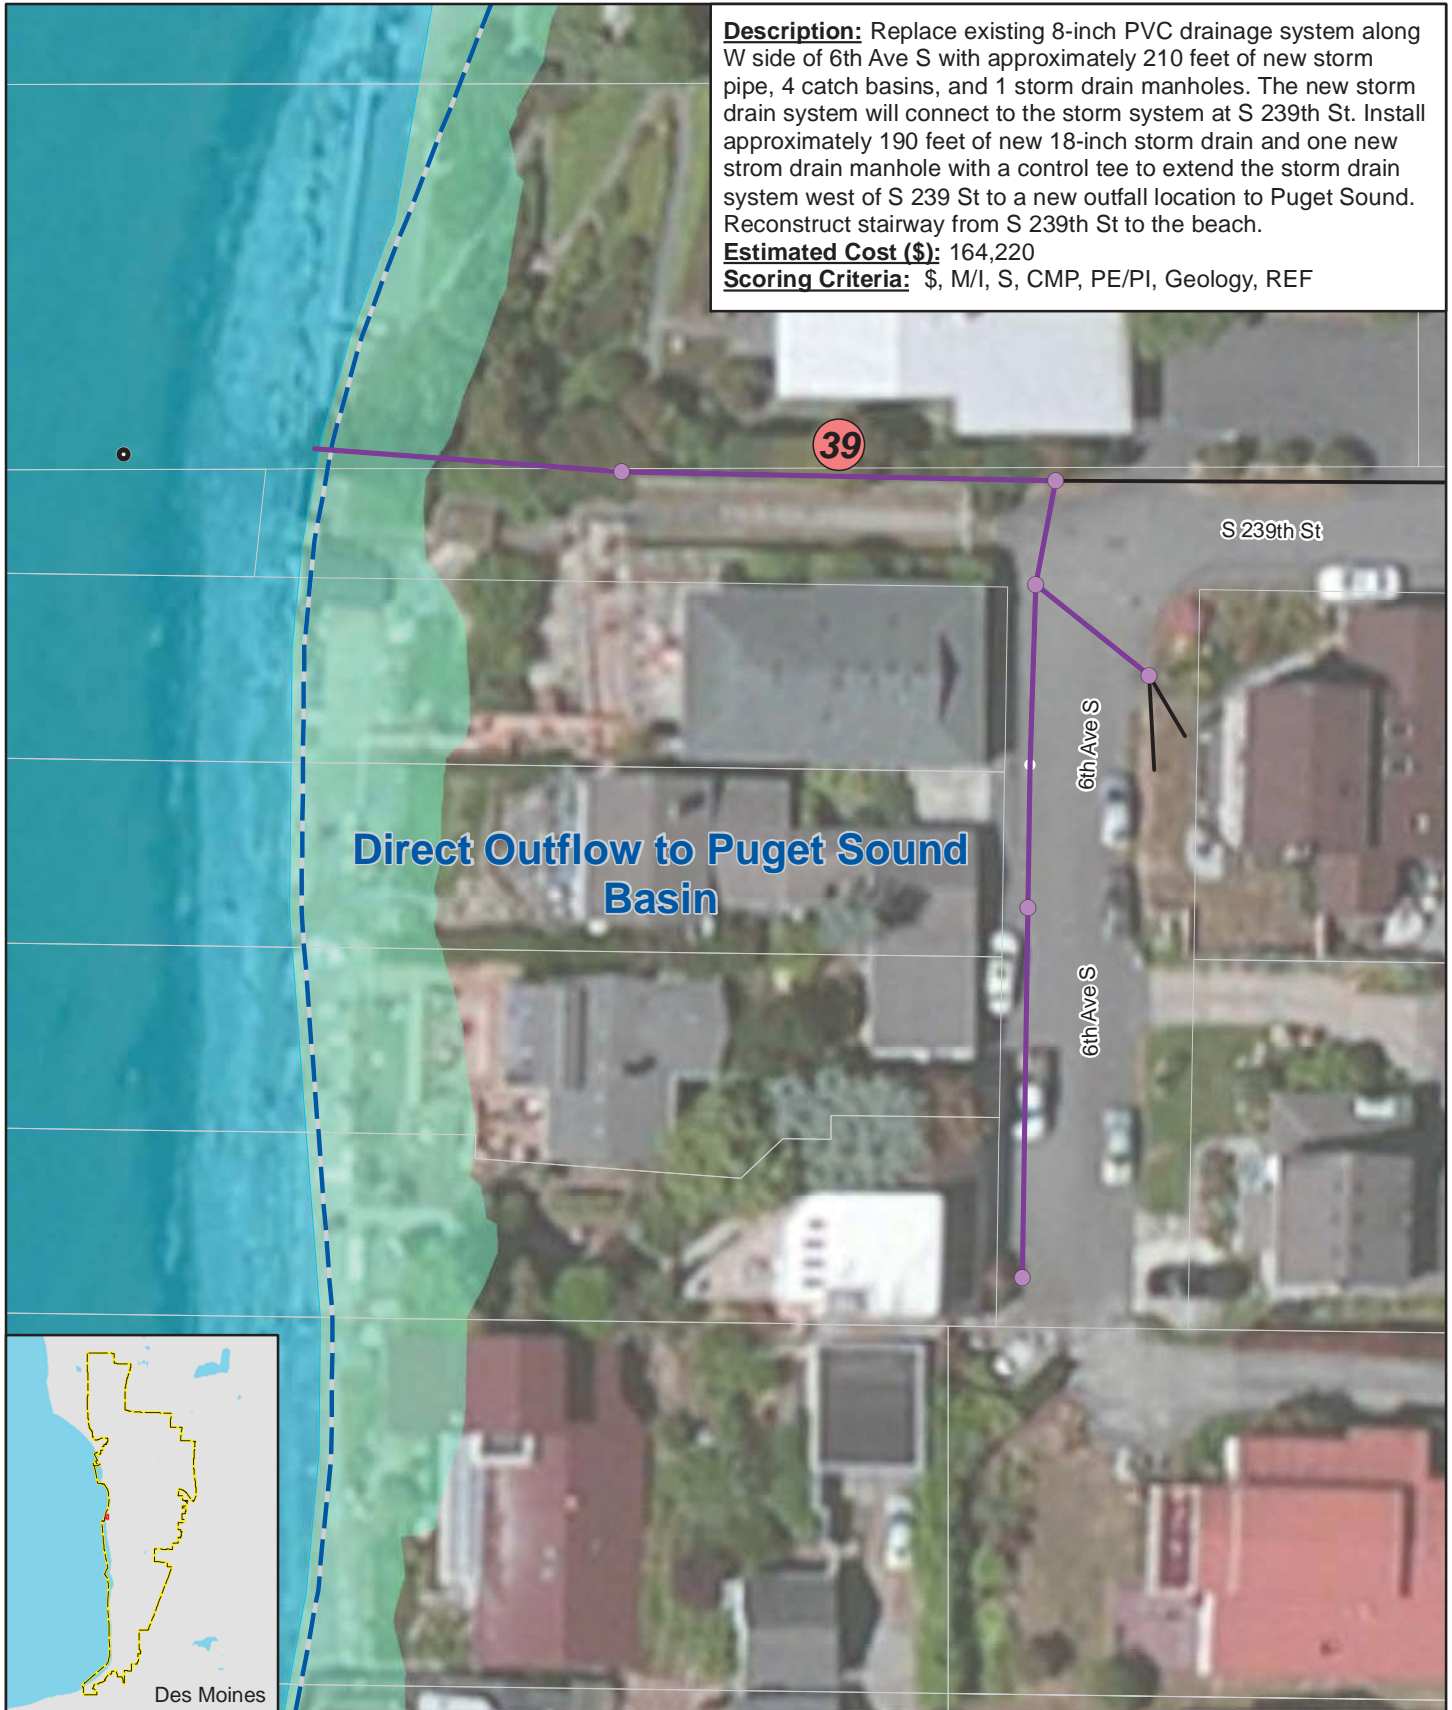 Description: Replace existing 8-inch PVC drainage system along
W side of 6th Ave S with approximately 210 feet of new storm
pipe, 4 catch basins, and 1 storm drain manholes. The new storm
drain system will connect to the storm system at S 239th St. Install
approximately 190 feet of new 18-inch storm drain and one new
strom drain manhole with a control tee to extend the storm drain
system west of S 239 St to a new outfall location to Puget Sound.
Reconstruct stairway from S 239th St to the beach.
Estimated Cost ($): 164,220
Scoring Criteria: $, M/I, S, CMP, PE/PI, Geology, REF
39
S 239th St
6th Ave S
Direct Outflow to Puget Sound
Basin
6th Ave S
Des Moines